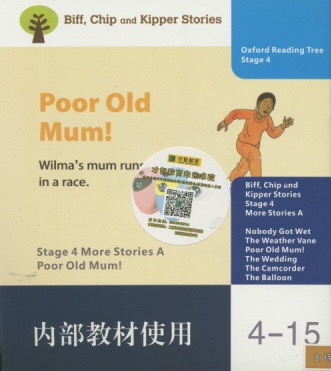 Biff, Chip and Kipper Stories
Oxford Reading Tree
Stage 4
Poor Old
Mum!
Wilma's mum runs
in a race.
Biff, Chip and
Kipper Stories
Stage 4
More Stories A
Nobody Got Wet
The Weather Vane
Poor Old Mum!
The Wedding
The Camcorder
The Balloon
Stage 4 More Stories A
Poor Old Mum!
内部教材使用
4-15